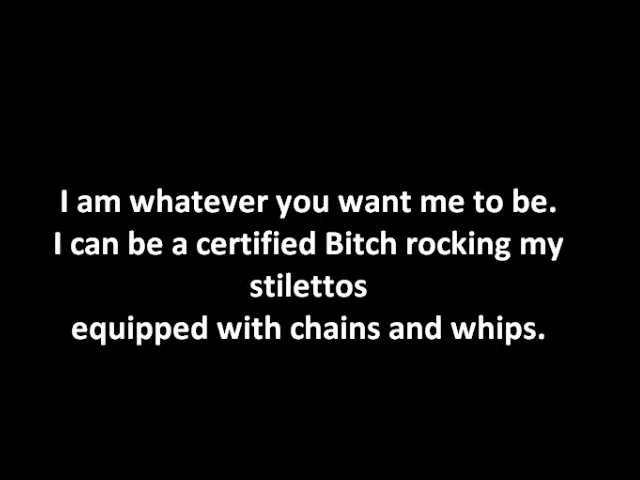 I am whatever you want me to be.
I can be a certified Bitch rocking my
stilettos
equipped with chains and whips.